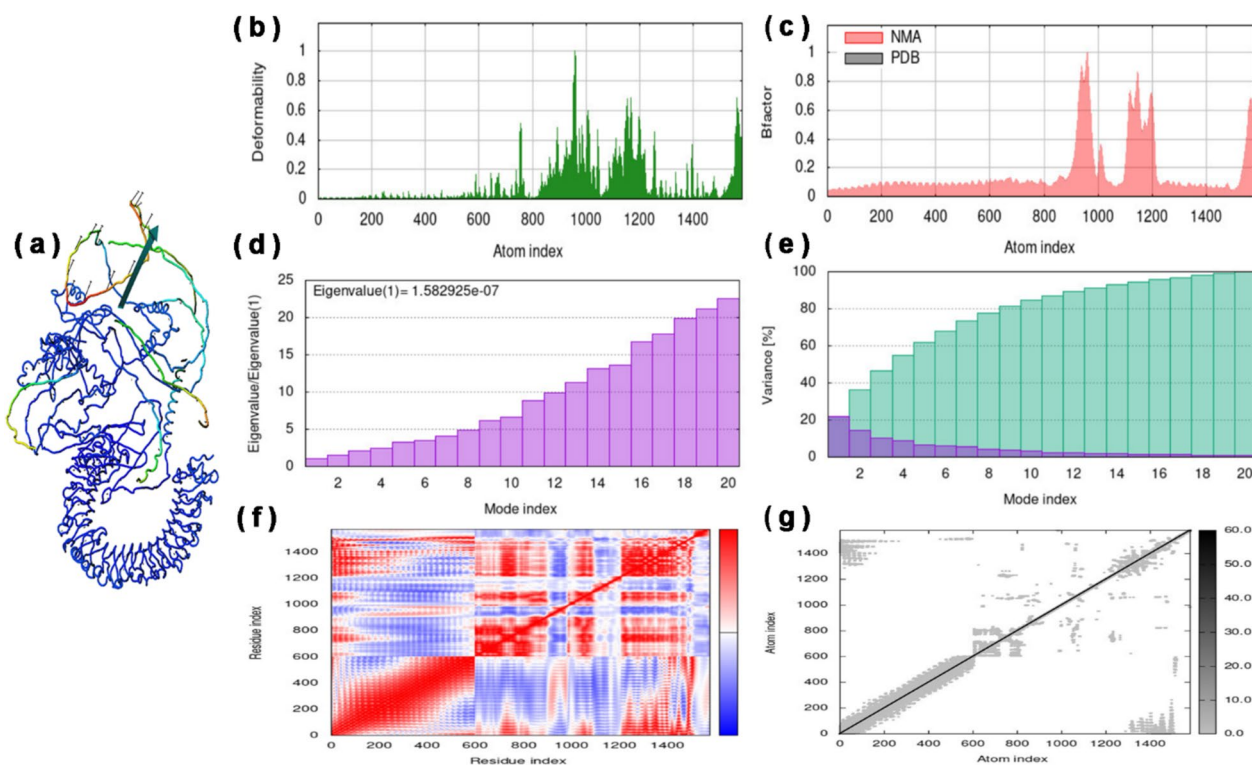 (a)
(b)
Deformability
1
0.8
0.6
0.4
0.2
0
0 200 400 600 800 1000 1200 1400
Atom index
(c)
NMA
PDB
Bfactor
1
0.8
0.6
0.4
0.2
0
0 200 400 600 800 1000 1200 1400
Atom index
(d)
Eigenvalue(1)= 1.582925e-07
Eigenvalue/Eigenvalue(1)
25
20
15
10
5
0
2 4 6 8 10 12 14 16 18 20
Mode index
(e)
Variance [%]
100
80
60
40
20
0
2 4 6 8 10 12 14 16 18 20
Mode index
(f)
Residue index
1400
1200
1000
800
600
400
200
0
0 200 400 600 800 1000 1200 1400
Residue index
(g)
Atom index
1400
1200
1000
800
600
400
200
0
0 200 400 600 800 1000 1200 1400
Atom index
60.0
50.0
40.0
30.0
20.0
10.0
0.0